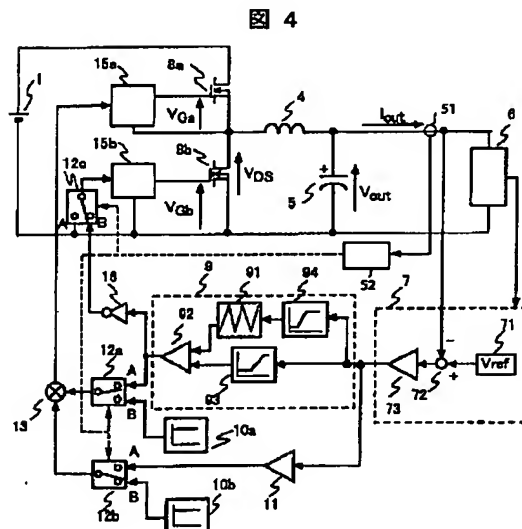 図 4
15a
8a
1
V_Ga
4
I_out
51
6
15b
8b
12c
V_DS
5
V_out
A
B
V_Gb
52
9
91
94
7
16
92
71
Vref
93
73
72
−
+
12a
A
B
13
10a
A
11
B
12b
10b